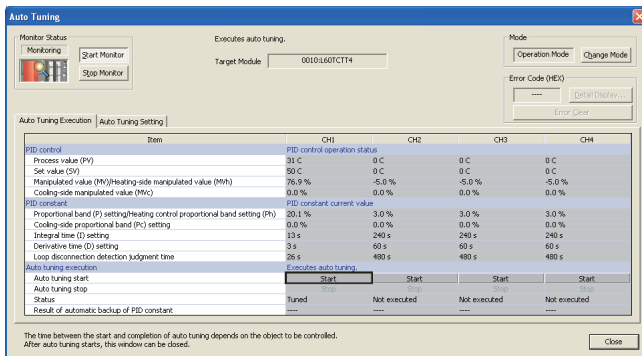 Auto Tuning
Monitor Status
Monitoring
Start Monitor
Stop Monitor
Executes auto tuning.
Target Module 0010:L60TCTT4
Mode
Operation Mode Change Mode
Error Code (HEX)
---- Detail Display...
Error Clear
Auto Tuning Execution Auto Tuning Setting
Item CH1 CH2 CH3 CH4
PID control PID control operation status
Process value (PV) 31 C 0 C 0 C 0 C
Set value (SV) 50 C 0 C 0 C 0 C
Manipulated value (MV)/Heating-side manipulated value (MVh) 76.9 % -5.0 % -5.0 % -5.0 %
Cooling-side manipulated value (MVc) 0.0 % 0.0 % 0.0 % 0.0 %
PID constant PID constant current value
Proportional band (P) setting/Heating control proportional band setting (Ph) 20.1 % 3.0 % 3.0 % 3.0 %
Cooling-side proportional band (Pc) setting 0.0 % 0.0 % 0.0 % 0.0 %
Integral time (I) setting 13 s 240 s 240 s 240 s
Derivative time (D) setting 3 s 60 s 60 s 60 s
Loop disconnection detection judgment time 26 s 480 s 480 s 480 s
Auto tuning execution Executes auto tuning.
Auto tuning start Start Start Start Start
Auto tuning stop Stop Stop Stop Stop
Status Tuned Not executed Not executed Not executed
Result of automatic backup of PID constant ---- ---- ---- ----
The time between the start and completion of auto tuning depends on the object to be controlled.
After auto tuning starts, this window can be closed.
Close